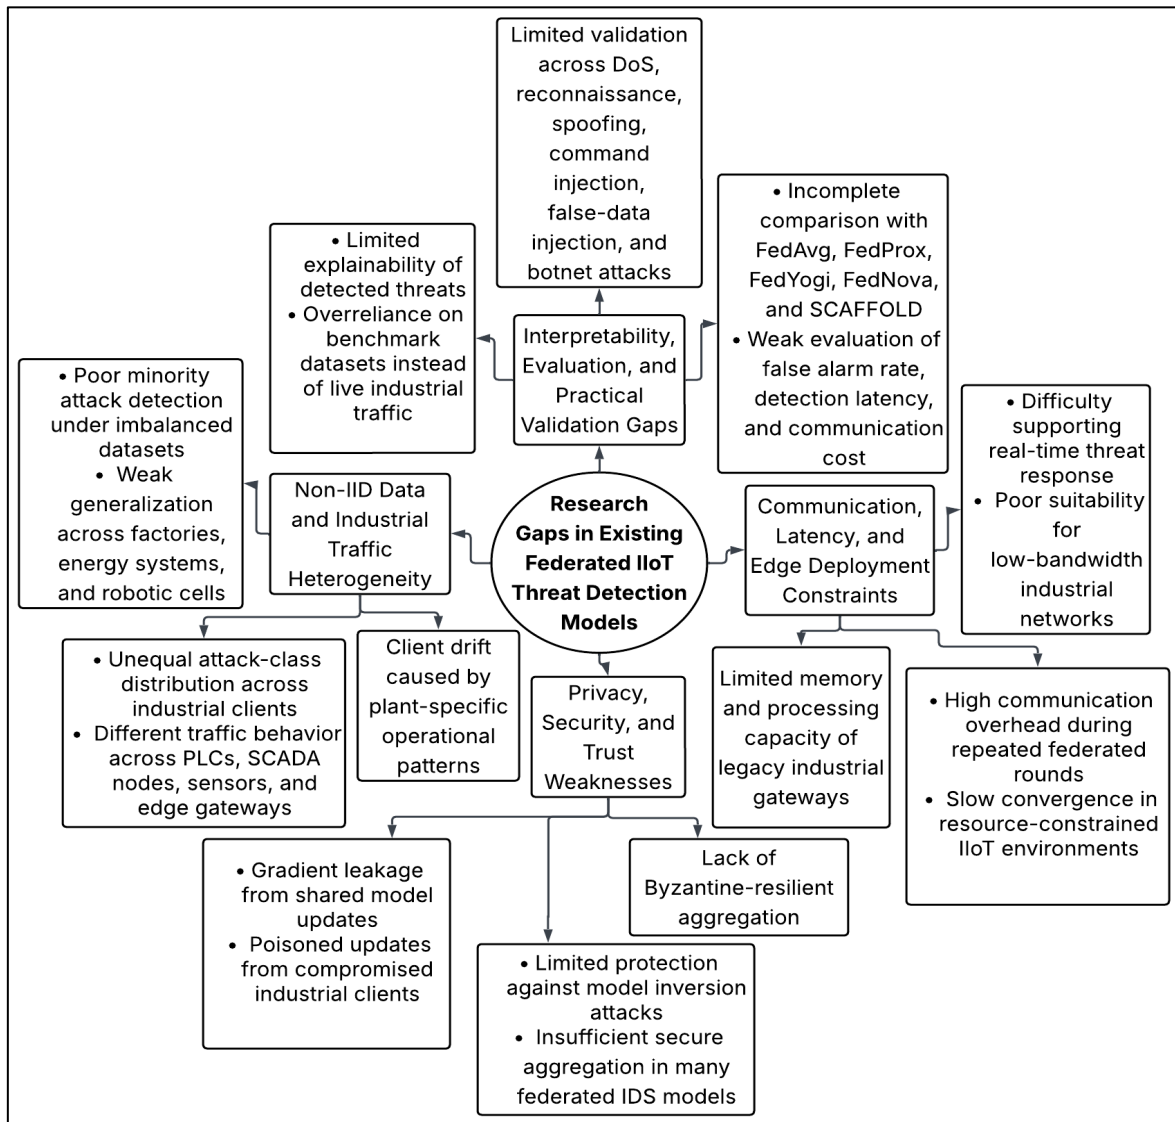 Limited validation
across DoS,
reconnaissance,
spoofing,
command
injection,
false-data
injection, and
botnet attacks
• Limited
explainability of
detected threats
• Overreliance on
benchmark
datasets instead
of live industrial
traffic
Interpretability,
Evaluation, and
Practical
Validation Gaps
• Incomplete
comparison with
FedAvg, FedProx,
FedYogi, FedNova,
and SCAFFOLD
• Weak evaluation of
false alarm rate,
detection latency,
and communication
cost
• Poor minority
attack detection
under imbalanced
datasets
• Weak
generalization
across factories,
energy systems,
and robotic cells
Non-IID Data
and Industrial
Traffic
Heterogeneity
Research
Gaps in Existing
Federated IIoT
Threat Detection
Models
Communication,
Latency, and
Edge Deployment
Constraints
• Difficulty
supporting
real-time threat
response
• Poor suitability
for
low-bandwidth
industrial
networks
• Unequal attack-class
distribution across
industrial clients
• Different traffic behavior
across PLCs, SCADA
nodes, sensors, and
edge gateways
Client drift
caused by
plant-specific
operational
patterns
Privacy,
Security, and
Trust
Weaknesses
Limited memory
and processing
capacity of
legacy industrial
gateways
• High communication
overhead during
repeated federated
rounds
• Slow convergence in
resource-constrained
IIoT environments
• Gradient leakage
from shared model
updates
• Poisoned updates
from compromised
industrial clients
Lack of
Byzantine-resilient
aggregation
• Limited protection
against model inversion
attacks
• Insufficient secure
aggregation in many
federated IDS models